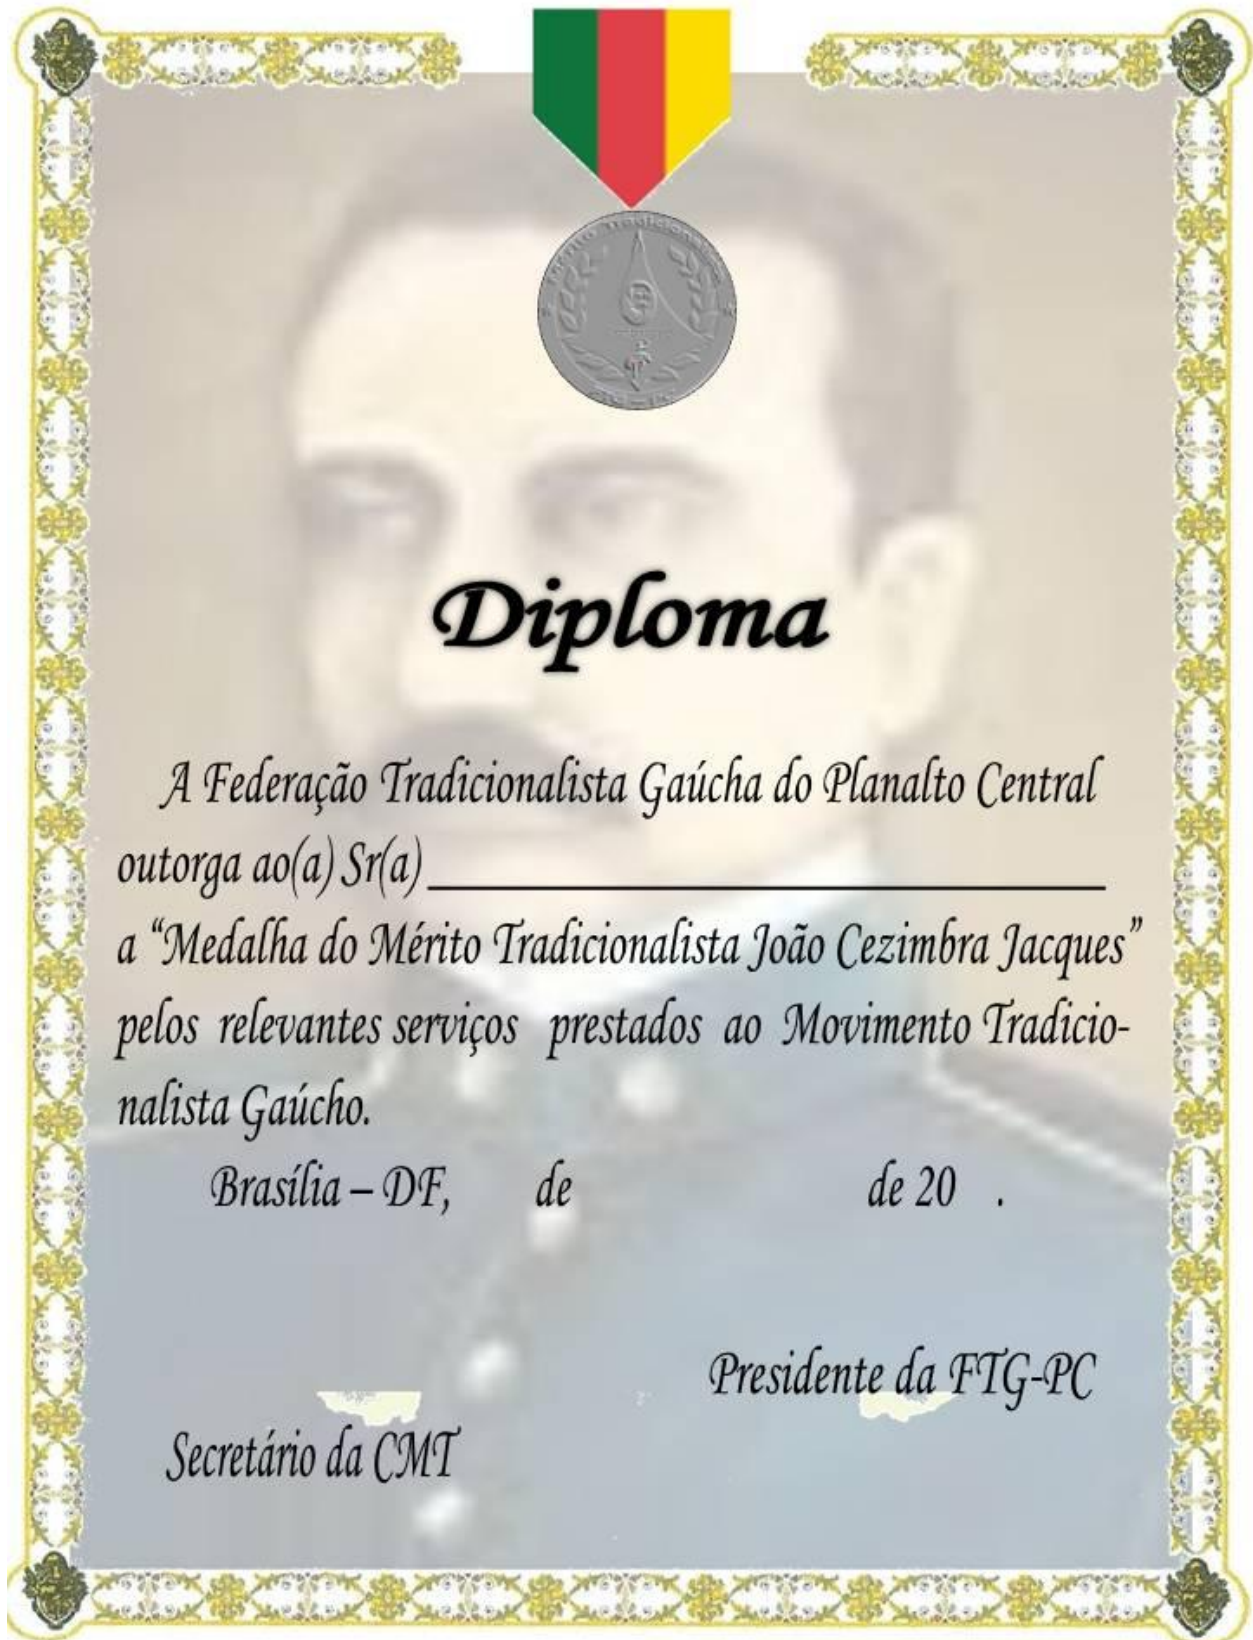 Mérito Tradicionalista
Diploma
A Federação Tradicionalista Gaúcha do Planalto Central
outorga ao(a) Sr(a)
a “Medalha do Mérito Tradicionalista João Cezimbra Jacques”
pelos relevantes serviços prestados ao Movimento Tradicio-
nalista Gaúcho.
Brasília – DF, de de 20 .
Presidente da FTG-PC
Secretário da CMT